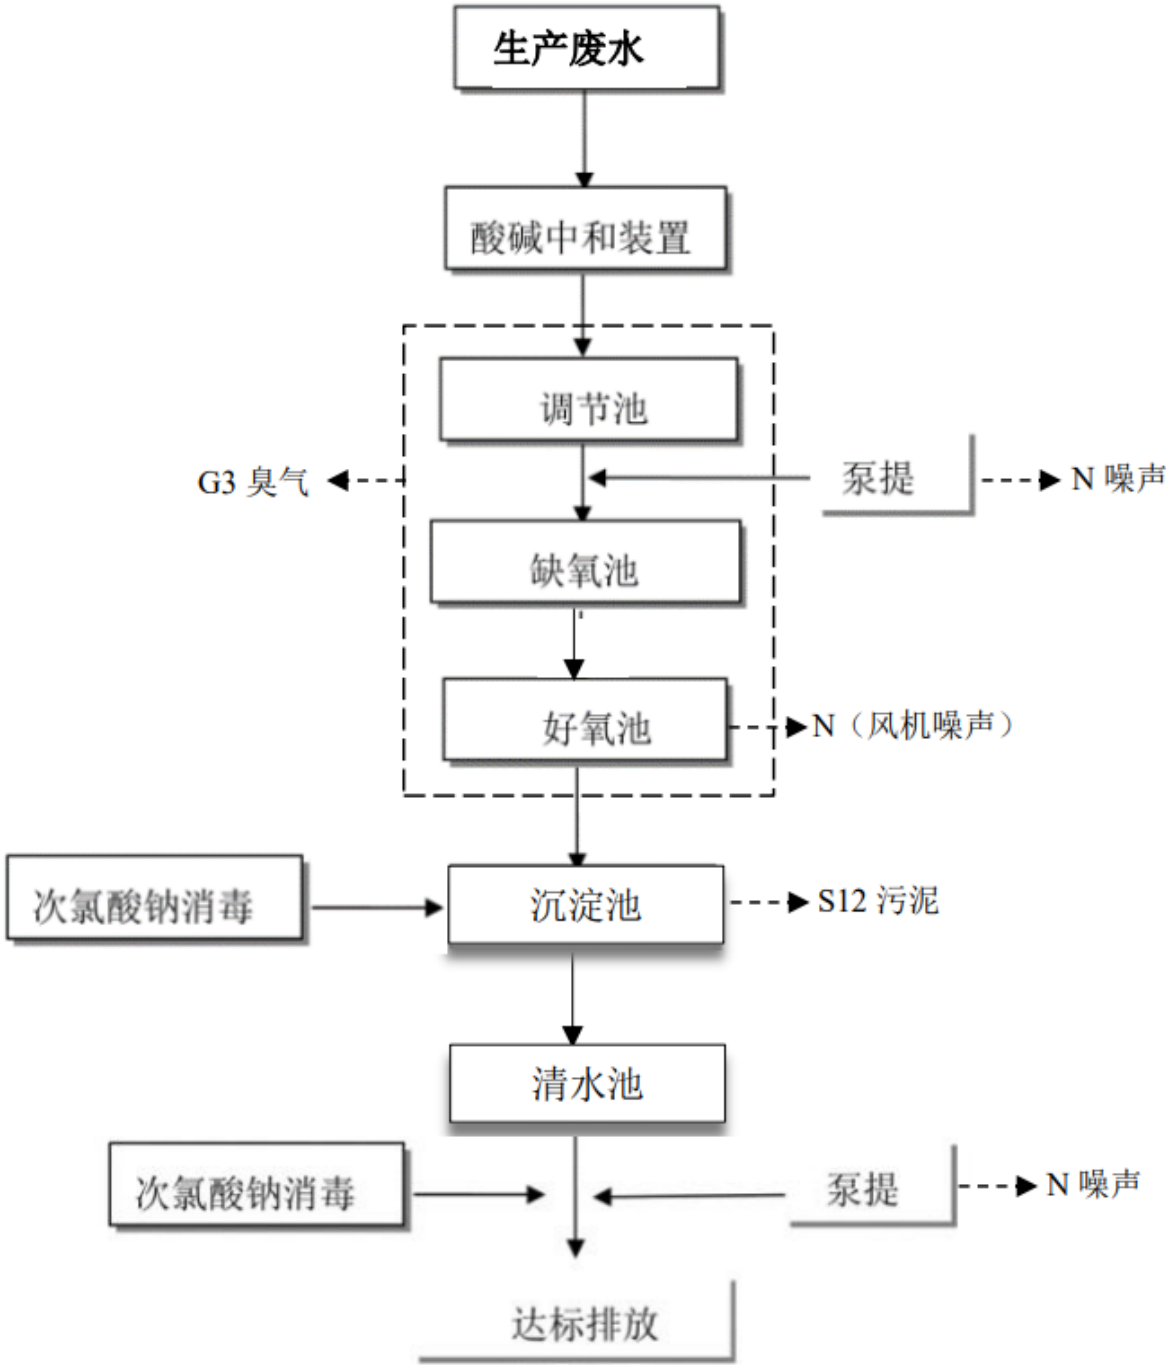 生产废水
酸碱中和装置
调节池
G3 臭气
泵提
N 噪声
缺氧池
好氧池
N（风机噪声）
次氯酸钠消毒
沉淀池
S12 污泥
清水池
次氯酸钠消毒
泵提
N 噪声
达标排放